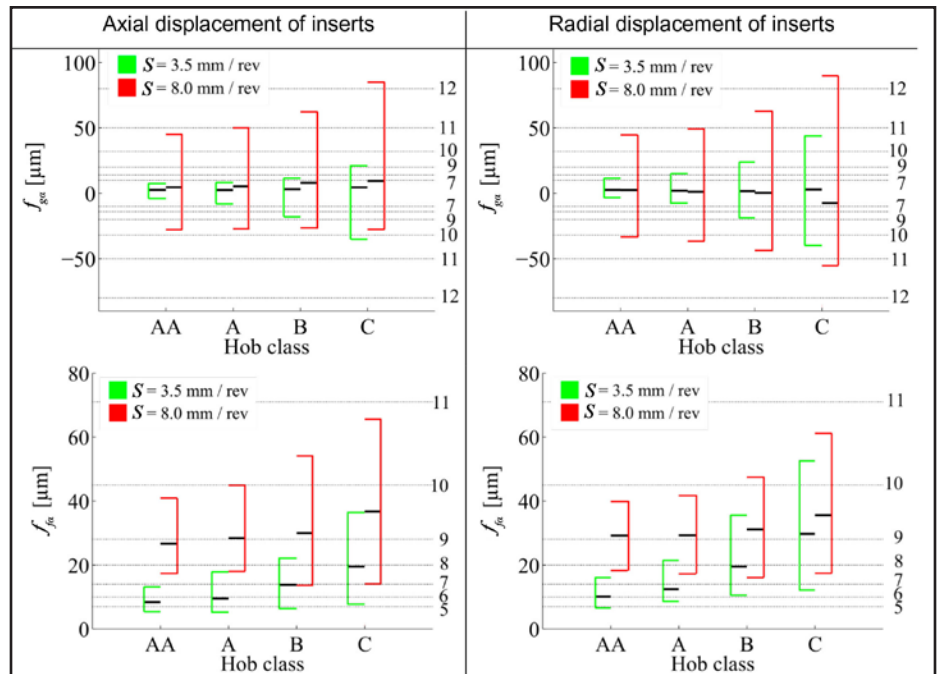 Axial displacement of inserts
Radial displacement of inserts
100
50
0
−50
f_gα [μm]
S = 3.5 mm / rev
S = 8.0 mm / rev
12
11
10
9
7
7
9
10
11
12
AA A B C
Hob class
100
50
0
−50
f_gα [μm]
S = 3.5 mm / rev
S = 8.0 mm / rev
12
11
10
9
7
7
9
10
11
12
AA A B C
Hob class
80
60
40
20
0
f_fα [μm]
S = 3.5 mm / rev
S = 8.0 mm / rev
11
10
9
8
7
6
5
AA A B C
Hob class
80
60
40
20
0
f_fα [μm]
S = 3.5 mm / rev
S = 8.0 mm / rev
11
10
9
8
7
6
5
AA A B C
Hob class